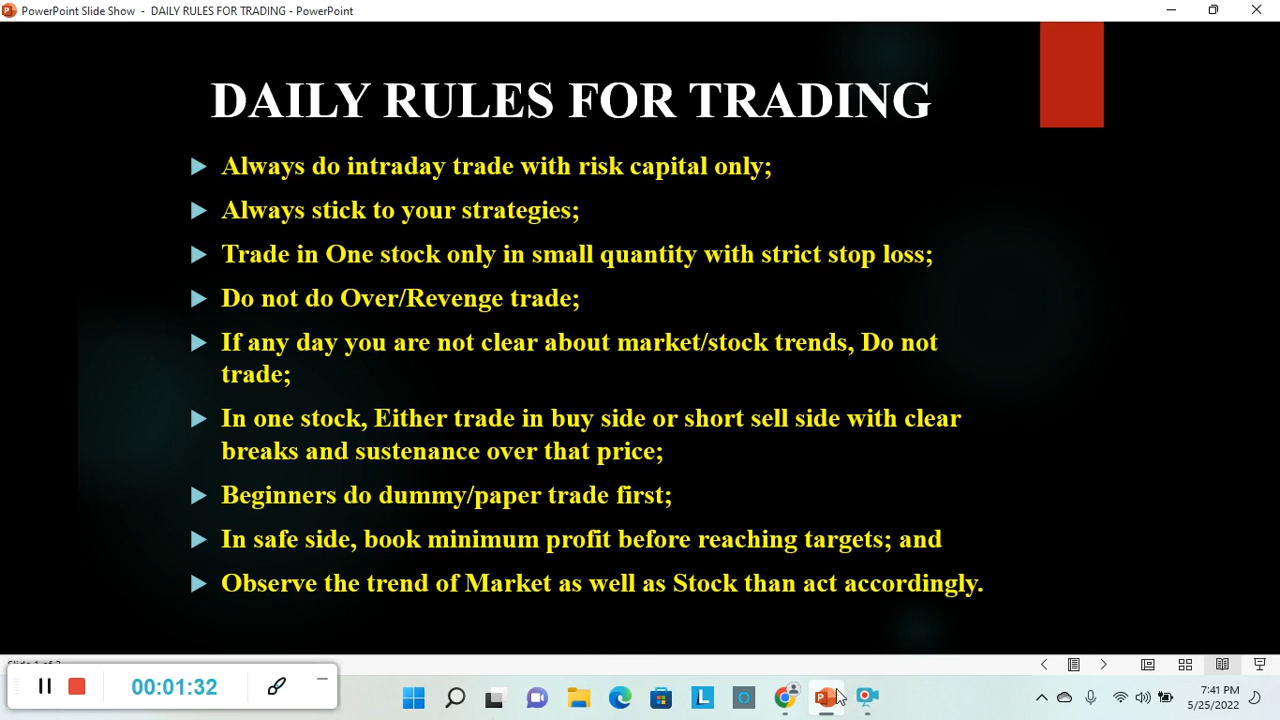 PowerPoint Slide Show - DAILY RULES FOR TRADING - PowerPoint
DAILY RULES FOR TRADING
Always do intraday trade with risk capital only;
Always stick to your strategies;
Trade in One stock only in small quantity with strict stop loss;
Do not do Over/Revenge trade;
If any day you are not clear about market/stock trends, Do not
trade;
In one stock, Either trade in buy side or short sell side with clear
breaks and sustenance over that price;
Beginners do dummy/paper trade first;
In safe side, book minimum profit before reaching targets; and
Observe the trend of Market as well as Stock than act accordingly.
00:01:32
7:41 PM
5/25/2022